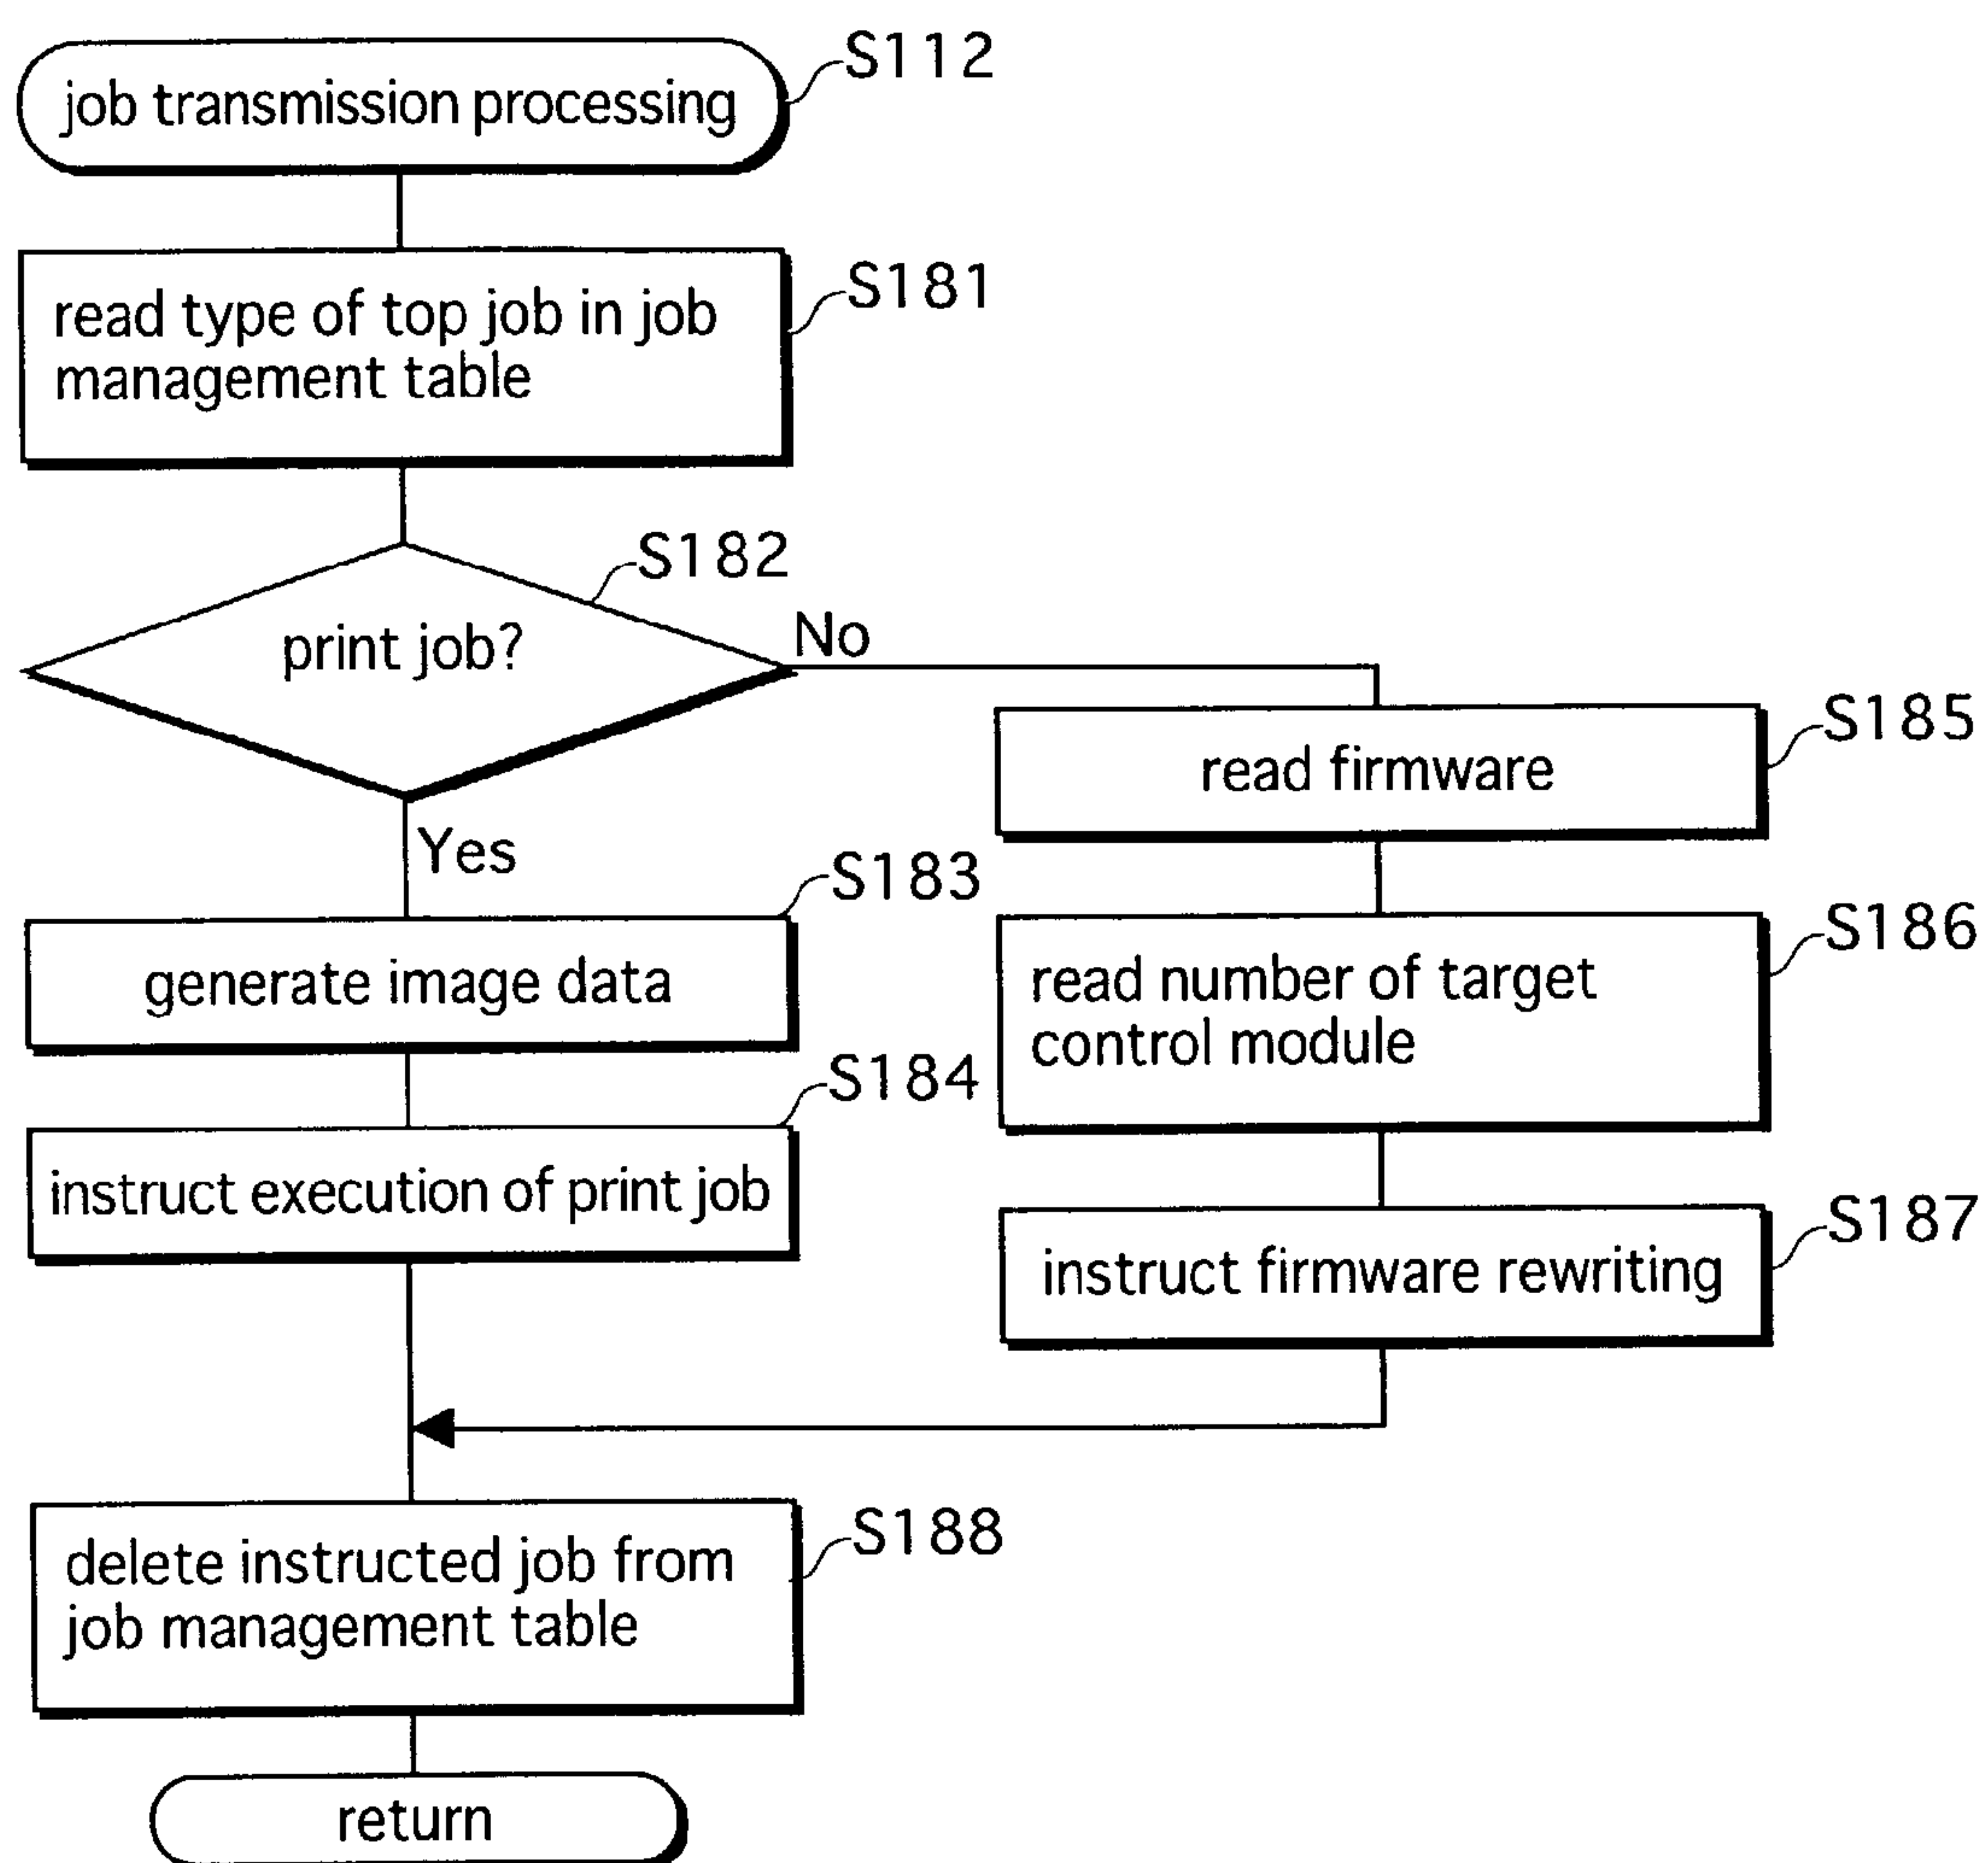 job transmission processing
S112
read type of top job in job
management table
S181
S182
print job?
No
Yes
S183
generate image data
S184
instruct execution of print job
S185
read firmware
S186
read number of target
control module
S187
instruct firmware rewriting
S188
delete instructed job from
job management table
return